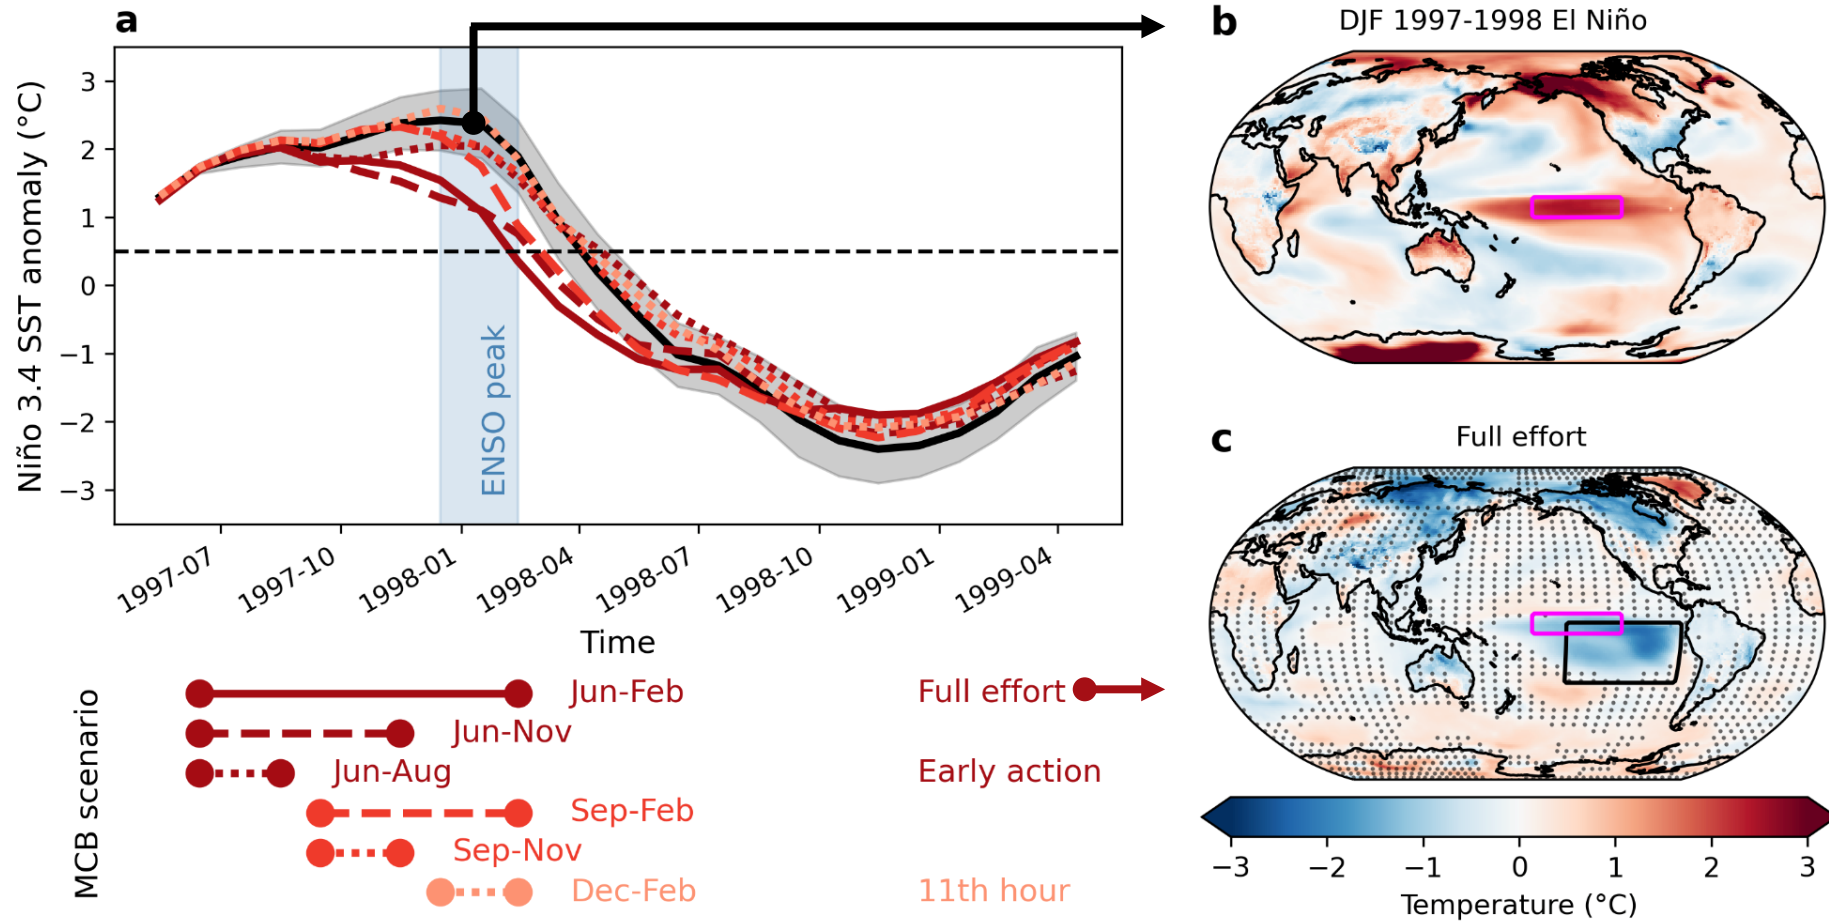 a
Niño 3.4 SST anomaly (°C)
3
2
1
0
−1
−2
−3
ENSO peak
1997-07
1997-10
1998-01
1998-04
1998-07
1998-10
1999-01
1999-04
Time
MCB scenario
Jun-Feb
Full effort
Jun-Nov
Jun-Aug
Early action
Sep-Feb
Sep-Nov
Dec-Feb
11th hour
b
DJF 1997-1998 El Niño
c
Full effort
−3
−2
−1
0
1
2
3
Temperature (°C)